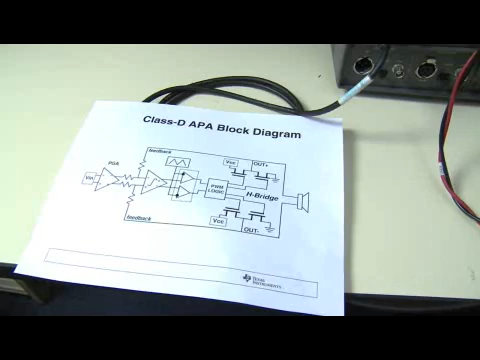 Class-D APA Block Diagram
feedback
Vcc
OUT+
PGA
Vin
PWM
LOGIC
H-Bridge
feedback
Vcc
OUT-
TEXAS
INSTRUMENTS